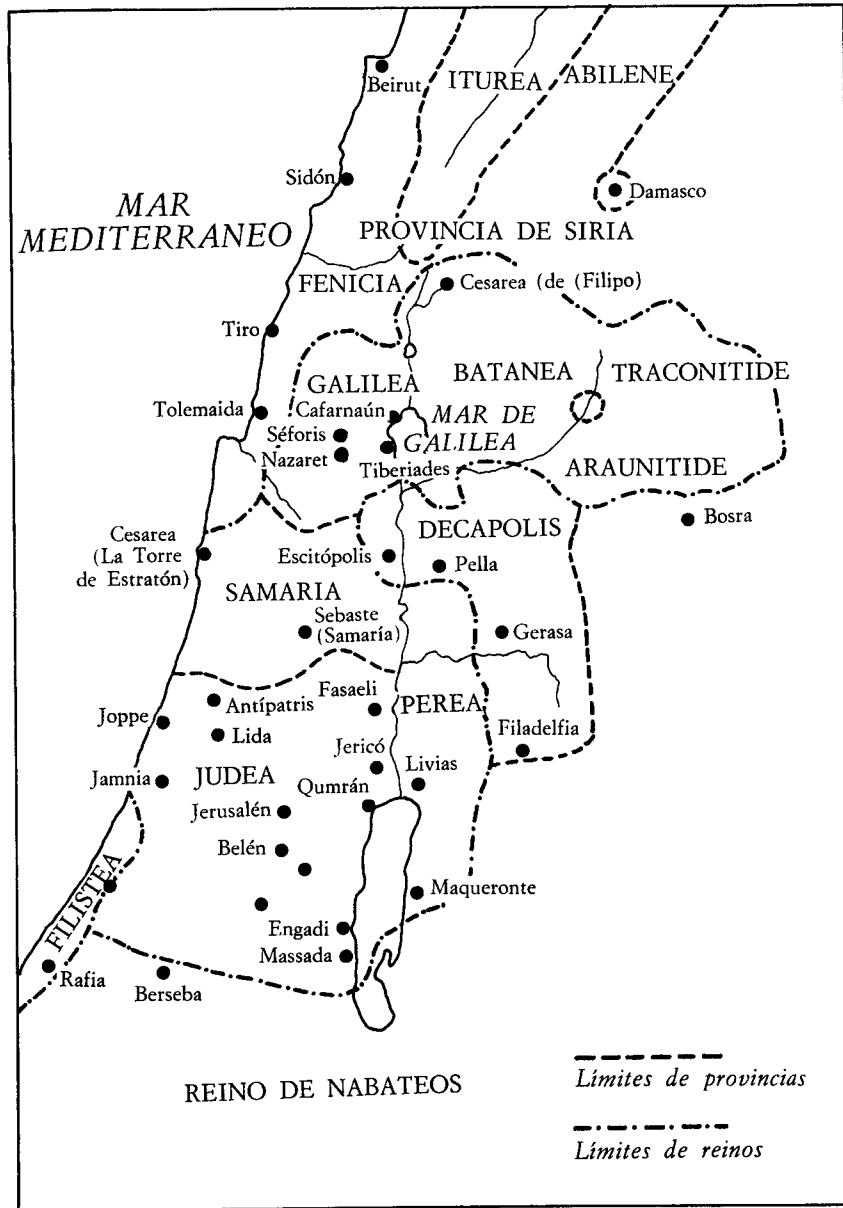 Beirut
ITUREA
ABILENE
Sidón
Damasco
MAR
MEDITERRANEO
PROVINCIA DE SIRIA
FENICIA
Cesarea (de (Filipo)
Tiro
GALILEA
BATANEA
TRACONITIDE
Tolemaida
Cafarnaún
MAR DE
GALILEA
Séforis
Nazaret
Tiberiades
ARAUNITIDE
Bosra
DECAPOLIS
Cesarea
(La Torre
de Estratón)
Escitópolis
Pella
SAMARIA
Sebaste
(Samaría)
Gerasa
Fasaeli
PEREA
Antípatris
Joppe
Lida
Filadelfia
Jericó
Livias
Jamnia
JUDEA
Qumrán
Jerusalén
Belén
FILISTEA
Maqueronte
Engadi
Massada
Rafia
Berseba
REINO DE NABATEOS
Límites de provincias
Límites de reinos